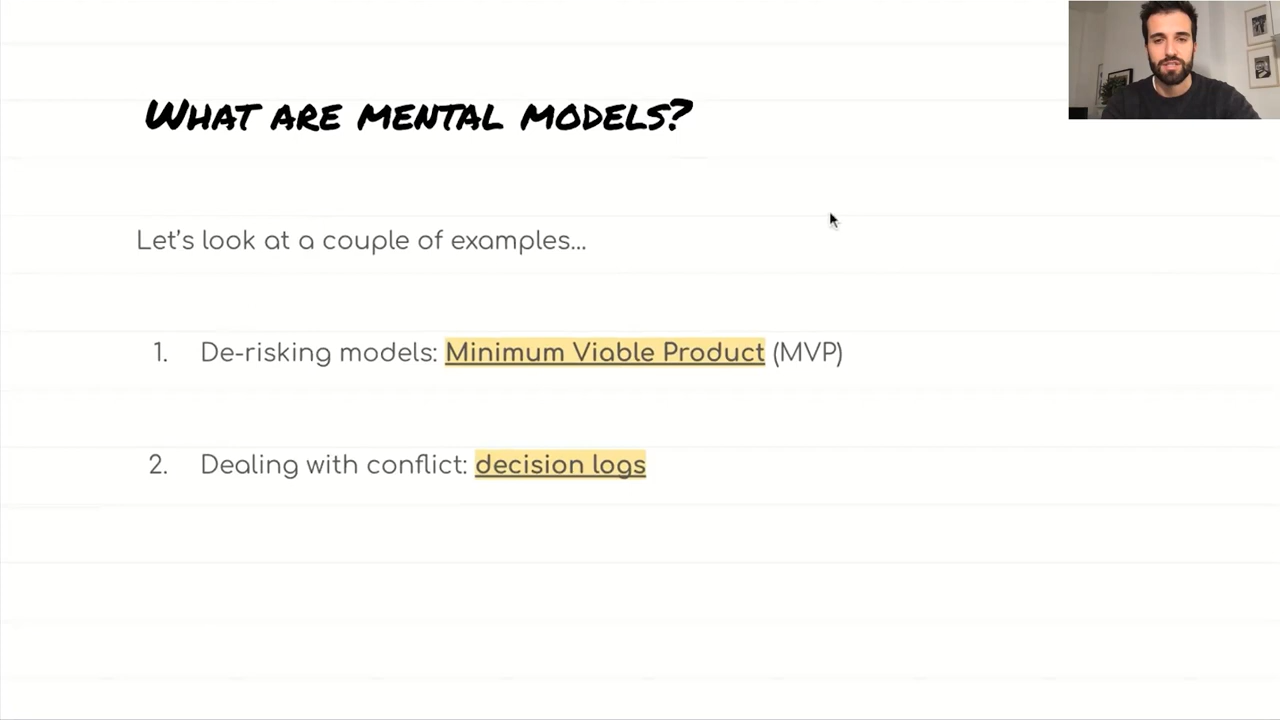 WHAT ARE MENTAL MODELS?
Let's look at a couple of examples...
1. De-risking models: Minimum Viable Product (MVP)
2. Dealing with conflict: decision logs